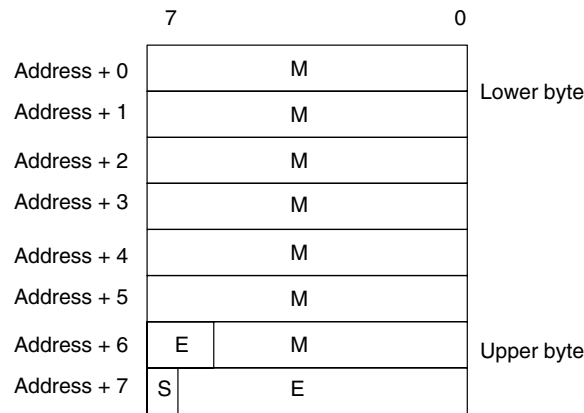 7 0
Address + 0 M
Lower byte
Address + 1 M
Address + 2 M
Address + 3 M
Address + 4 M
Address + 5 M
Address + 6 E M Upper byte
Address + 7 S E